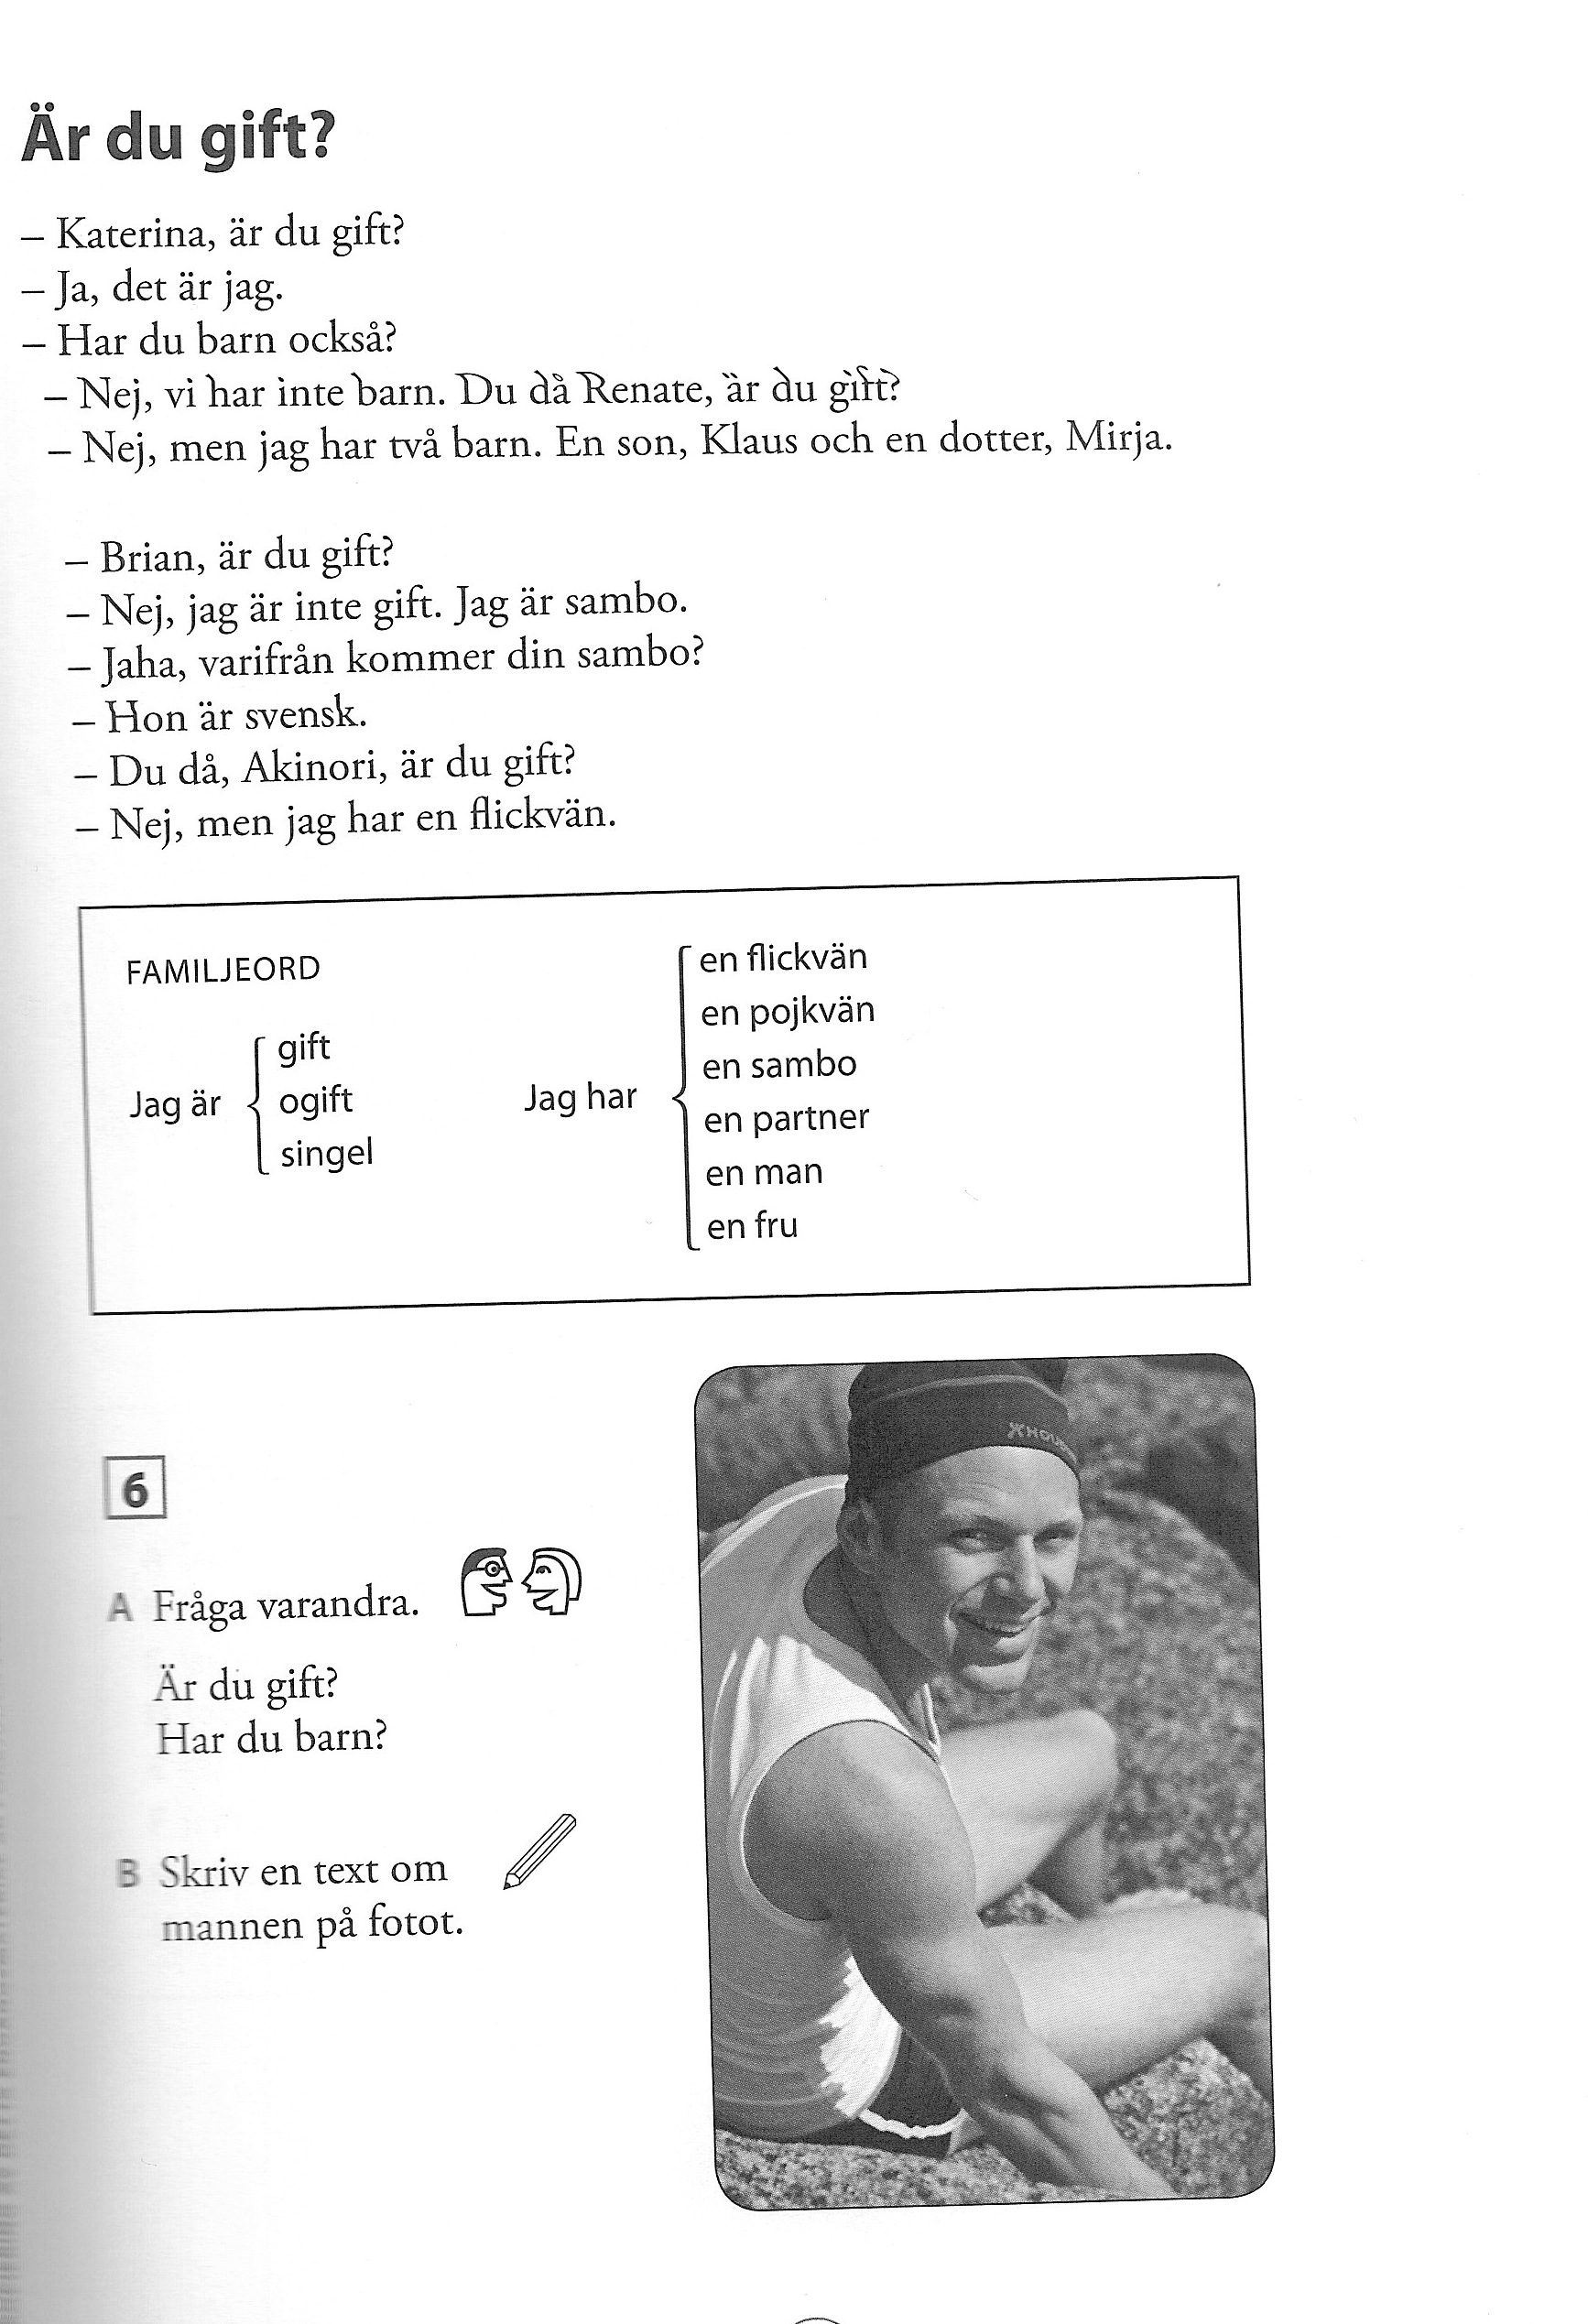 Är du gift?
– Katerina, är du gift?
– Ja, det är jag.
– Har du barn också?
– Nej, vi har inte barn. Du då Renate, är du gift?
– Nej, men jag har två barn. En son, Klaus och en dotter, Mirja.
– Brian, är du gift?
– Nej, jag är inte gift. Jag är sambo.
– Jaha, varifrån kommer din sambo?
– Hon är svensk.
– Du då, Akinori, är du gift?
– Nej, men jag har en flickvän.
FAMILJEORD
Jag är
gift
ogift
singel
Jag har
en flickvän
en pojkvän
en sambo
en partner
en man
en fru
6
A Fråga varandra.
Är du gift?
Har du barn?
B Skriv en text om
mannen på fotot.